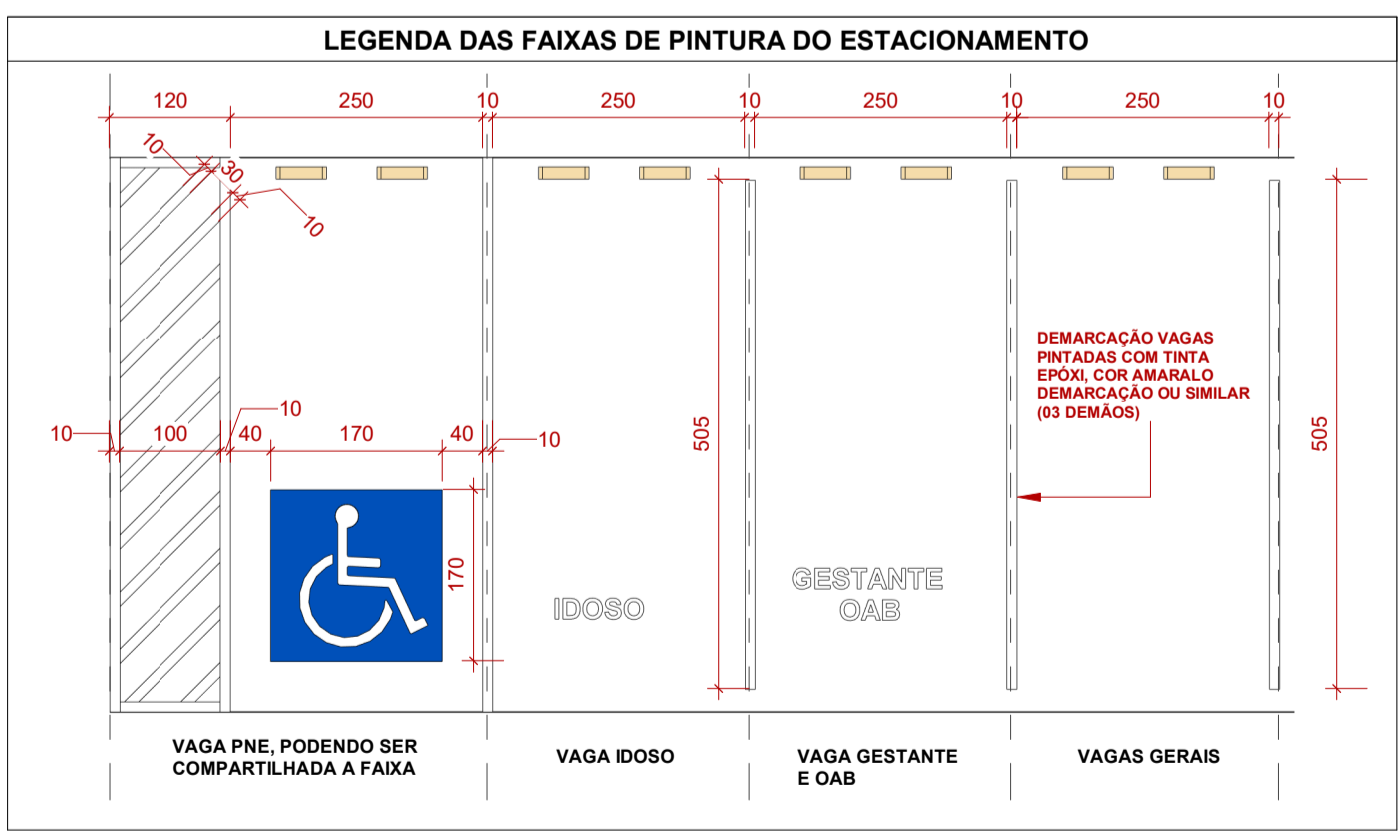 LEGENDA DAS FAIXAS DE PINTURA DO ESTACIONAMENTO
120
250
10
250
10
250
10
250
10
10
30
10
DEMARCAÇÃO VAGAS
PINTADAS COM TINTA
EPÓXI, COR AMARALO
DEMARCAÇÃO OU SIMILAR
(03 DEMÃOS)
10
100
10
40
170
40
10
505
505
170
IDOSO
GESTANTE
OAB
VAGA PNE, PODENDO SER
COMPARTILHADA A FAIXA
VAGA IDOSO
VAGA GESTANTE
E OAB
VAGAS GERAIS